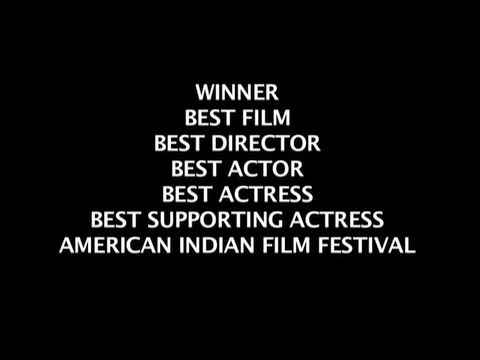 WINNER
BEST FILM
BEST DIRECTOR
BEST ACTOR
BEST ACTRESS
BEST SUPPORTING ACTRESS
AMERICAN INDIAN FILM FESTIVAL